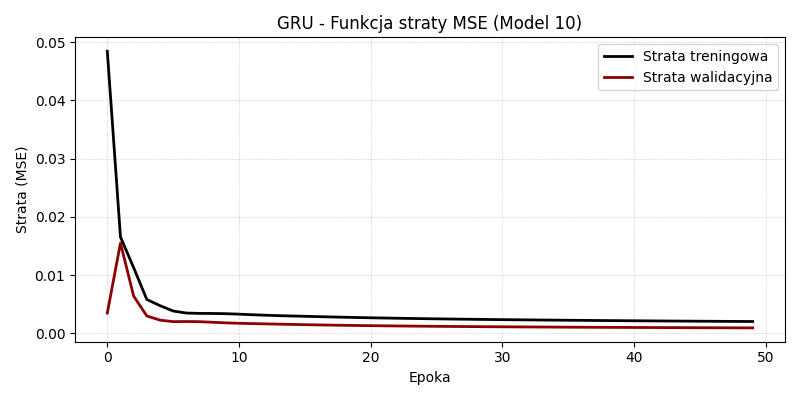 GRU - Funkcja straty MSE (Model 10)
Strata treningowa
Strata walidacyjna
Strata (MSE)
0.05
0.04
0.03
0.02
0.01
0.00
0 10 20 30 40 50
Epoka